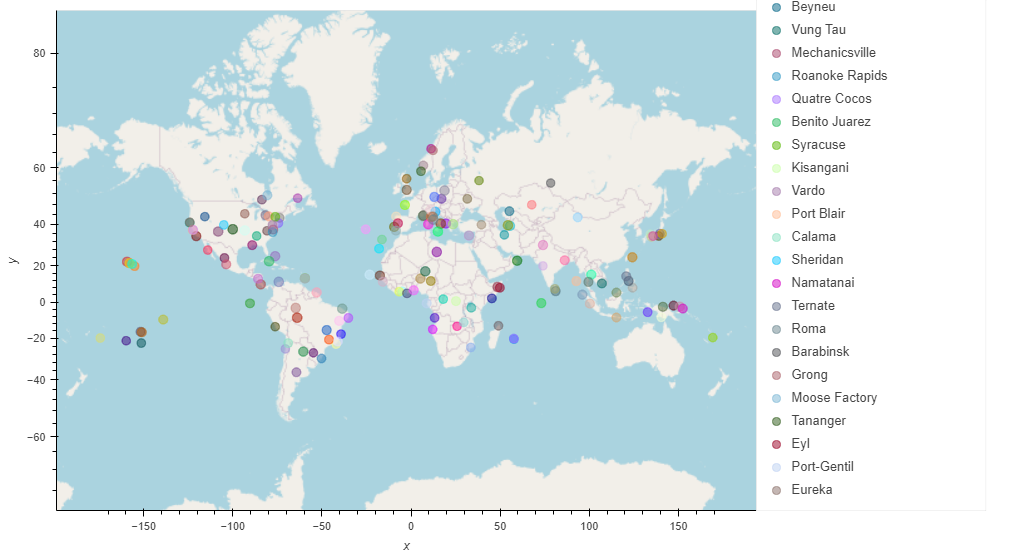 Beyneu
Vung Tau
Mechanicsville
Roanoke Rapids
Quatre Cocos
Benito Juarez
Syracuse
Kisangani
Vardo
Port Blair
Calama
Sheridan
Namatanai
Ternate
Roma
Barabinsk
Grong
Moose Factory
Tananger
Eyl
Port-Gentil
Eureka
80
60
40
20
0
−20
−40
−60
y
−150 −100 −50 0 50 100 150
x